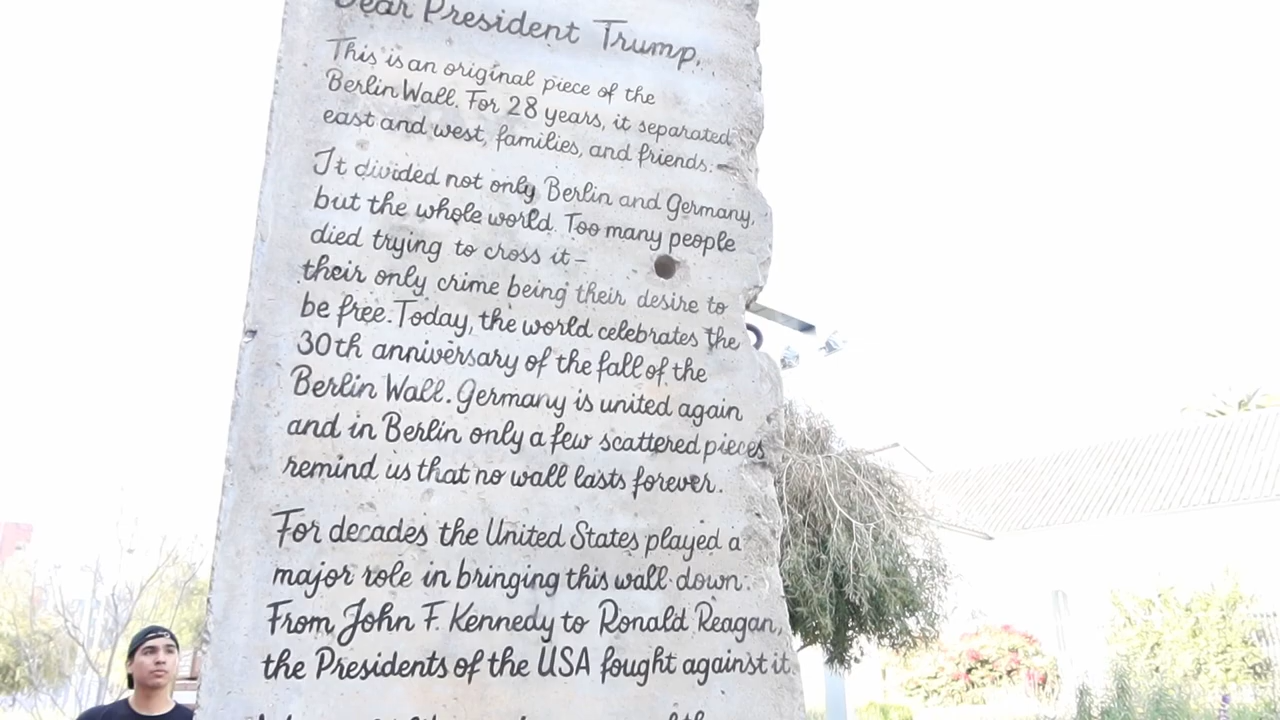 Dear President Trump,
This is an original piece of the
Berlin Wall. For 28 years, it separated
east and west, families, and friends.
It divided not only Berlin and Germany,
but the whole world. Too many people
died trying to cross it–
their only crime being their desire to
be free. Today, the world celebrates the
30th anniversary of the fall of the
Berlin Wall. Germany is united again
and in Berlin only a few scattered pieces
remind us that no wall lasts forever.
For decades the United States played a
major role in bringing this wall down.
From John F. Kennedy to Ronald Reagan,
the Presidents of the USA fought against it.